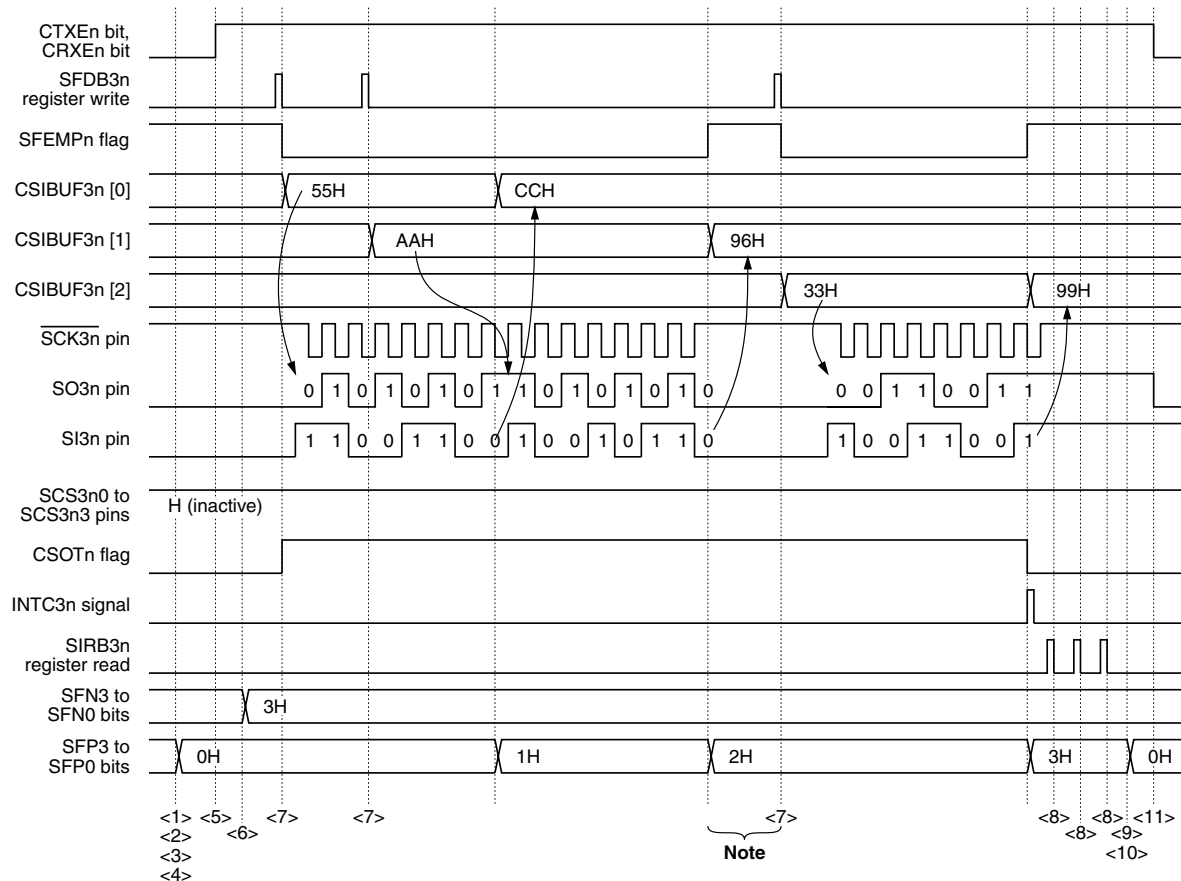 CTXEn bit,
CRXEn bit
SFDB3n
register write
SFEMPn flag
CSIBUF3n [0]
55H
CCH
CSIBUF3n [1]
AAH
96H
CSIBUF3n [2]
33H
99H
SCK3n pin
SO3n pin
0 1 0 1 0 1 0 1 1 0 1 0 1 0 1 0
0 0 1 1 0 0 1 1
SI3n pin
1 1 0 0 1 1 0 0 1 0 0 1 0 1 1 0
1 0 0 1 1 0 0 1
SCS3n0 to
SCS3n3 pins
H (inactive)
CSOTn flag
INTC3n signal
SIRB3n
register read
SFN3 to
SFN0 bits
3H
SFP3 to
SFP0 bits
0H
1H
2H
3H
0H
<1> <5> <7> <7> <7> <8> <8> <11>
<2> <6> <8> <9>
<3> Note <10>
<4>